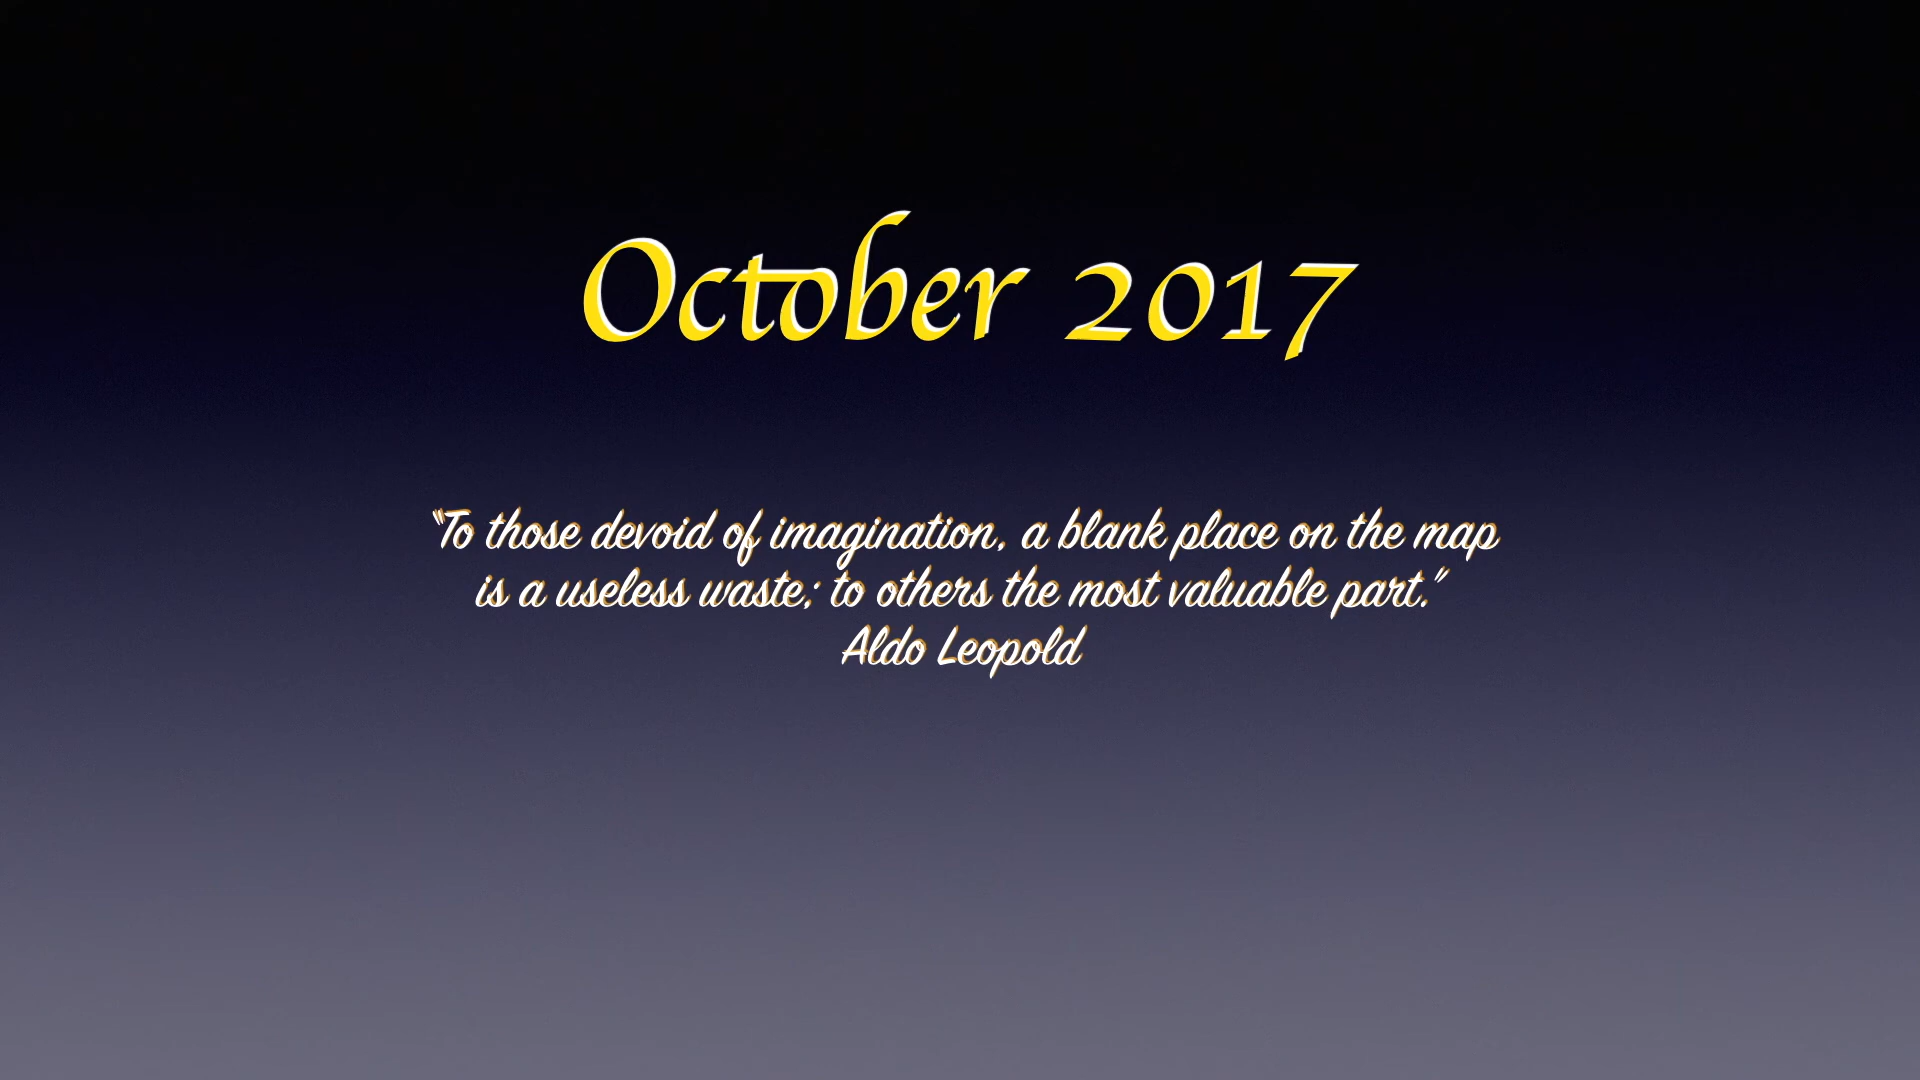 October 2017
"To those devoid of imagination, a blank place on the map
is a useless waste; to others the most valuable part."
Aldo Leopold